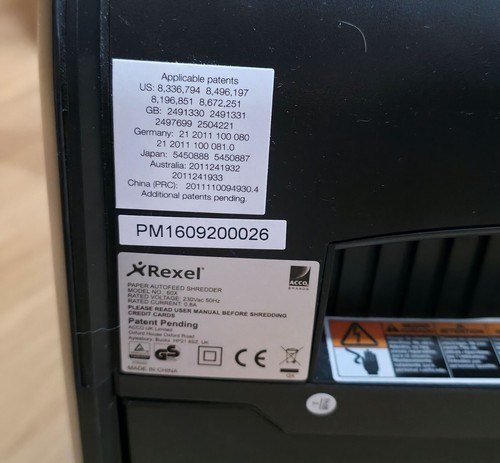 Applicable patents
US: 8,336,794 8,496,197
8,196,851 8,672,251
GB: 2491330 2491331
2497699 2504221
Germany: 21 2011 100 080
21 2011 100 081.0
Japan: 5450888 5450887
Australia: 2011241932
2011241933
China (PRC): 2011110094930.4
Additional patents pending.
PM1609200026
Rexel
ACCO
BRANDS
PAPER AUTOFEED SHREDDER
MODEL NO.: 60X
RATED VOLTAGE: 230Vac 50Hz
RATED CURRENT: 0.8A
PLEASE READ USER MANUAL BEFORE SHREDDING
CREDIT CARDS
Patent Pending
ACCO UK Limited
Oxford House Oxford Road
Aylesbury Bucks HP21 8SZ, UK
GS
CE
MADE IN CHINA